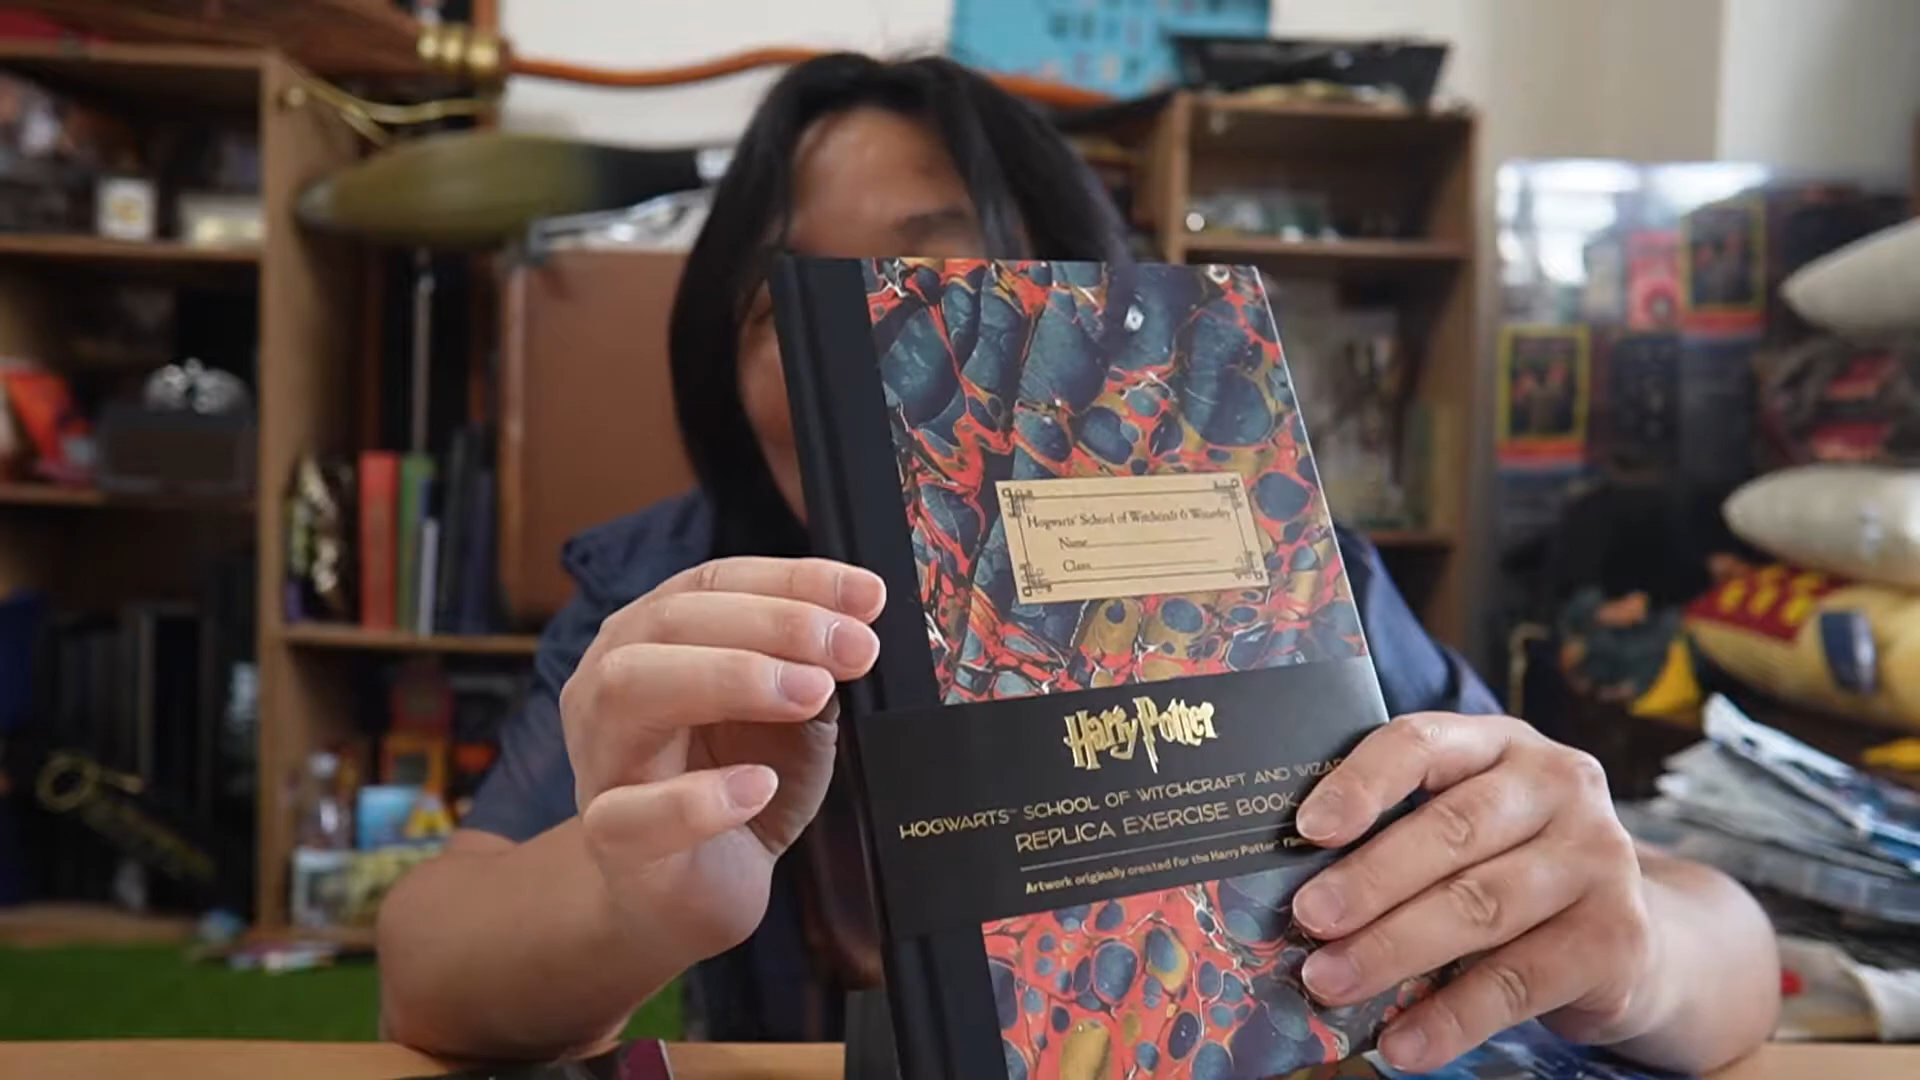 Hogwarts' School of Witchcraft & Wizardry
Name
Class
Harry Potter
HOGWARTS™ SCHOOL OF WITCHCRAFT AND
REPLICA EXERCISE BOOK
Artwork originally created for the Harry Potter™